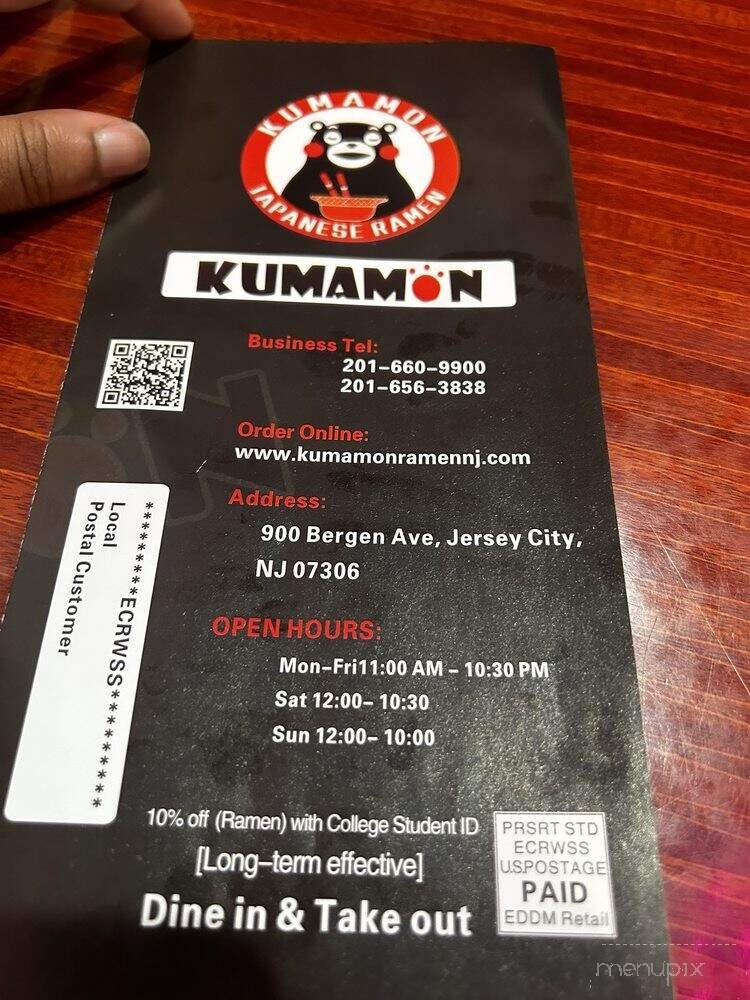 KUMAMON
JAPANESE RAMEN
KUMAMON
Business Tel:
201-660-9900
201-656-3838
Order Online:
www.kumamonramennj.com
Address:
900 Bergen Ave, Jersey City,
NJ 07306
OPEN HOURS:
Mon-Fri11:00 AM - 10:30 PM
Sat 12:00- 10:30
Sun 12:00- 10:00
**********ECRWSS**********
Local
Postal Customer
10% off (Ramen) with College Student ID
[Long-term effective]
Dine in & Take out
PRSRT STD
ECRWSS
U.S.POSTAGE
PAID
EDDM Retail
menupix